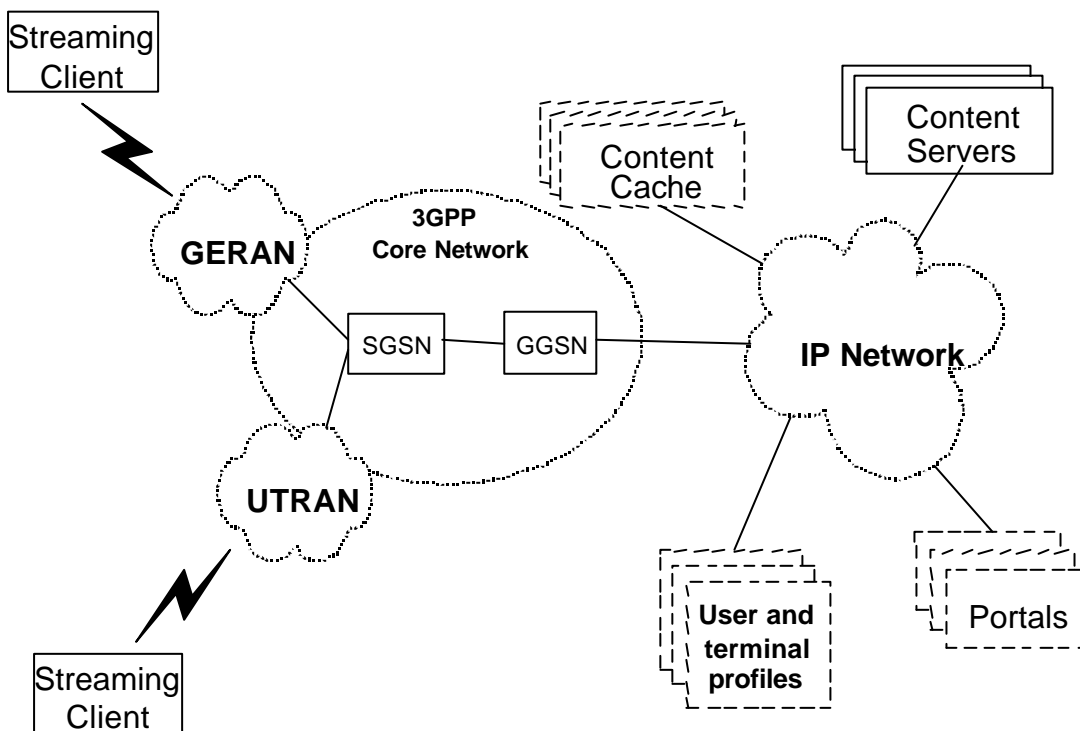 Streaming
Client
Content
Servers
Content
Cache
3GPP
Core Network
GERAN
SGSN
GGSN
IP Network
UTRAN
User and
terminal
profiles
Portals
Streaming
Client